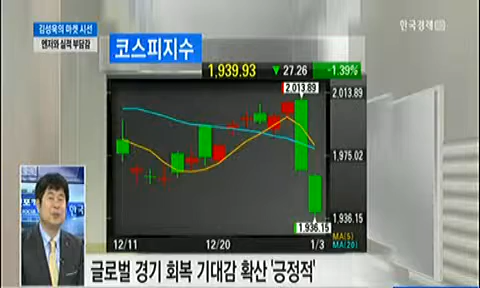 김성욱의 마켓 시선
엔저와 실적 부담감
한국경제
코스피지수
1,939.93 ▼ 27.26 -1.39%
2,013.89
2,013.89
1,975.02
1,936.15
1,936.15
12/11 12/20 1/3
MA(5)
MA(20)
글로벌 경기 회복 기대감 확산 '긍정적'